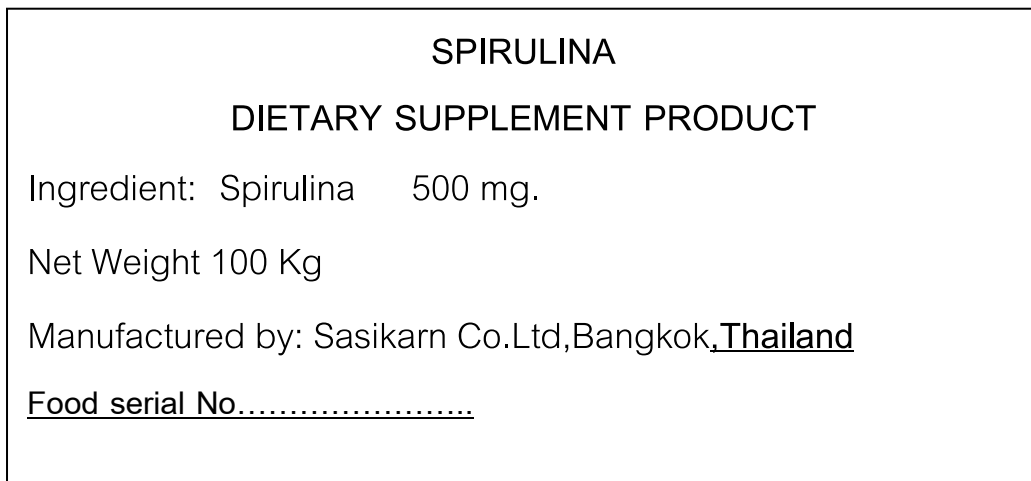 SPIRULINA
DIETARY SUPPLEMENT PRODUCT
Ingredient: Spirulina 500 mg.
Net Weight 100 Kg
Manufactured by: Sasikarn Co.Ltd,Bangkok,Thailand
Food serial No……………………..